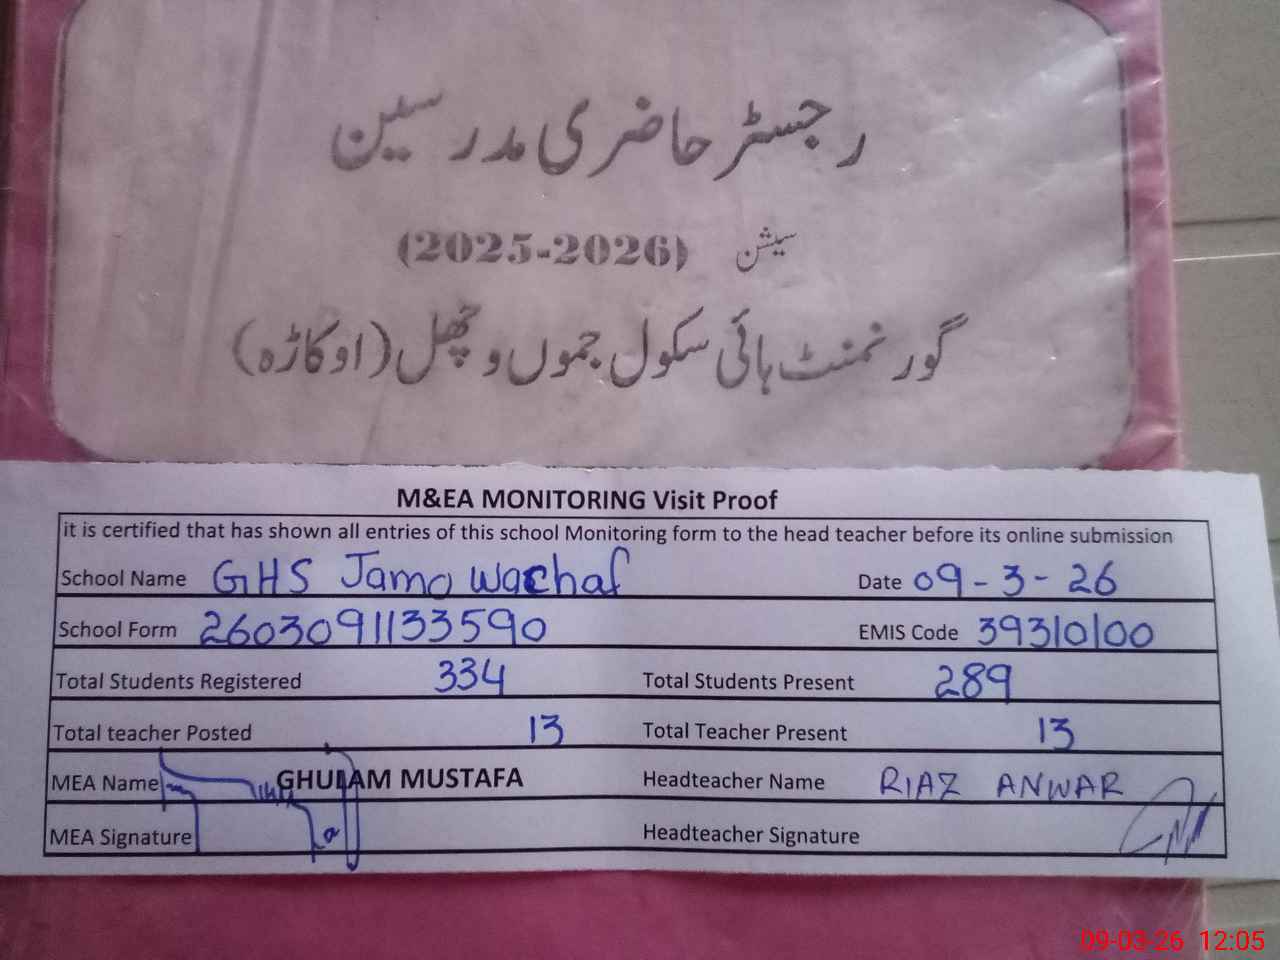 رجسٹر حاضری مدرسین
سیشن (2025-2026)
گورنمنٹ ہائی سکول جموں وچھل (اوکاڑہ)
M&EA MONITORING Visit Proof
it is certified that has shown all entries of this school Monitoring form to the head teacher before its online submission
School Name GHS Jamo Wachaf Date 09-3-26
School Form 2603091133590 EMIS Code 39310100
Total Students Registered 334 Total Students Present 289
Total teacher Posted 13 Total Teacher Present 13
MEA Name GHULAM MUSTAFA Headteacher Name RIAZ ANWAR
MEA Signature Headteacher Signature
09-03-26 12:05